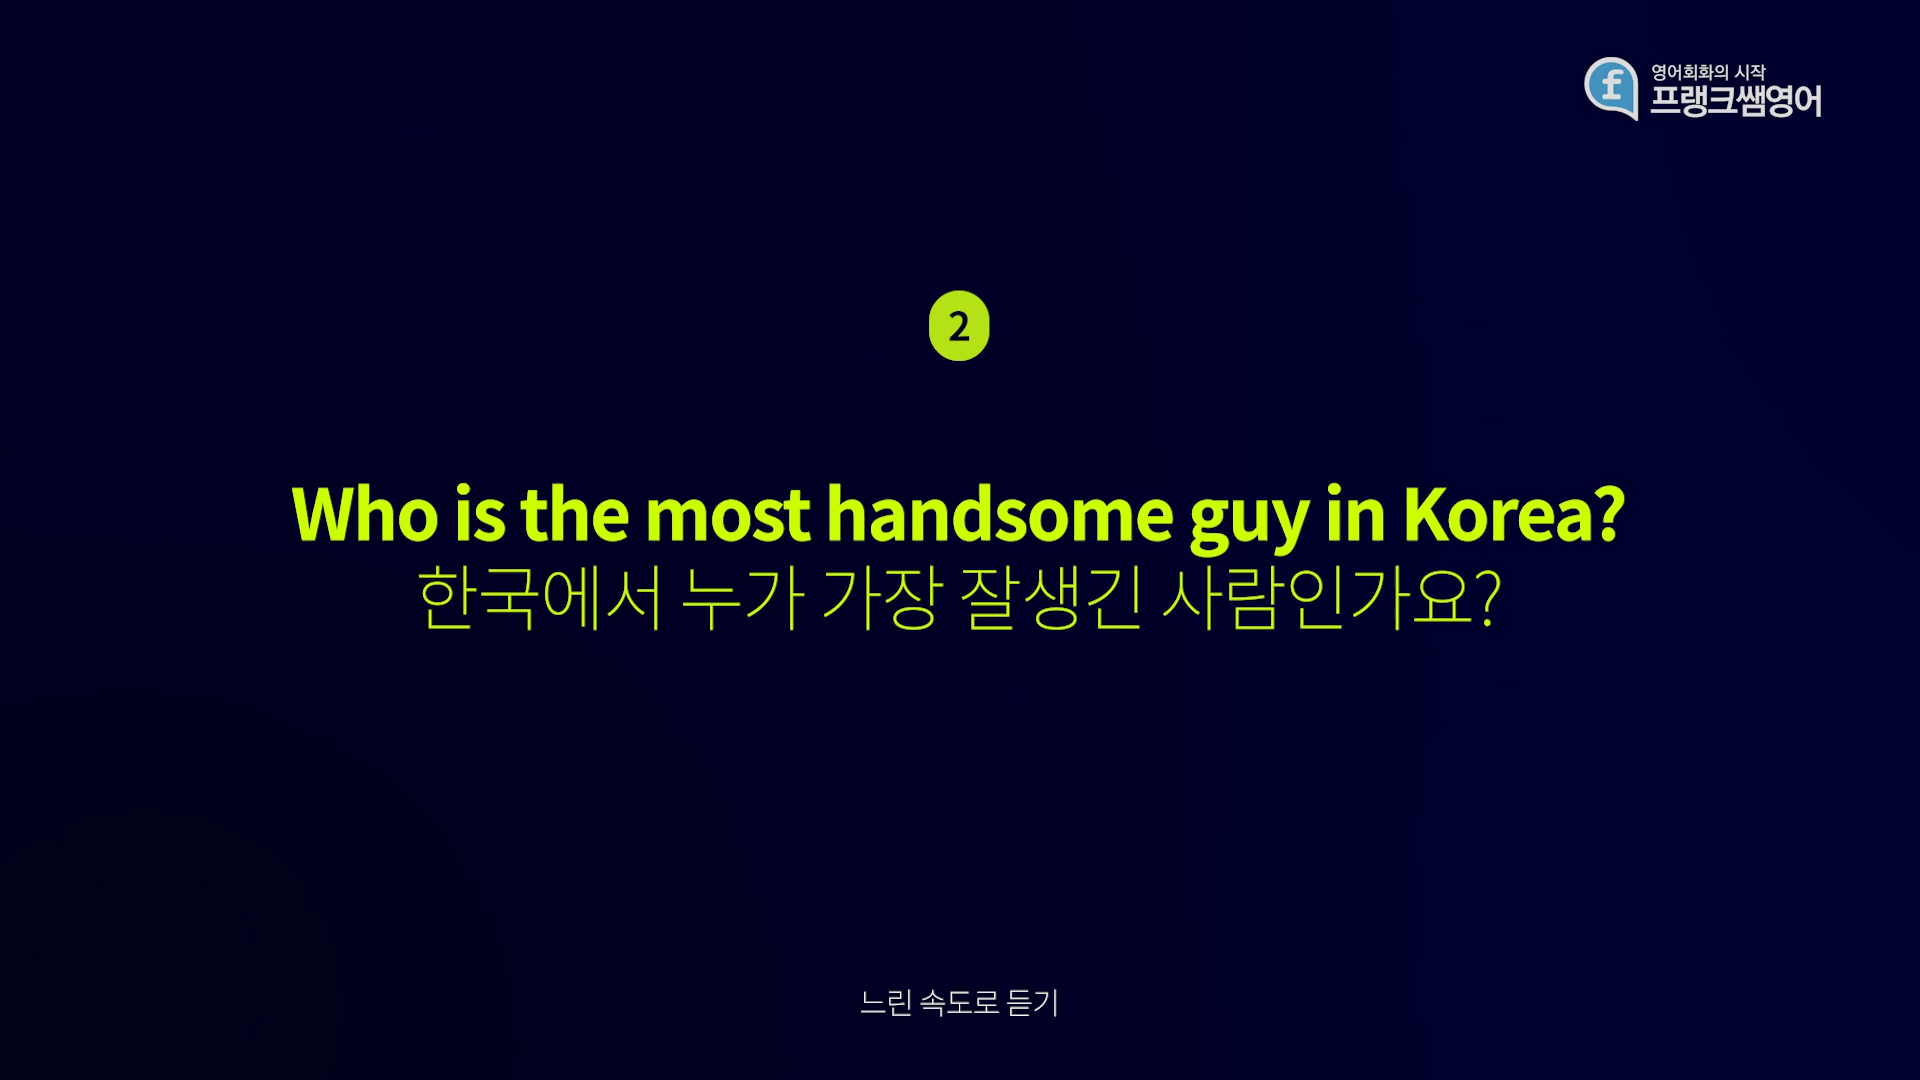 영어회화의 시작
프랭크쌤영어
2
Who is the most handsome guy in Korea?
한국에서 누가 가장 잘생긴 사람인가요?
느린 속도로 듣기